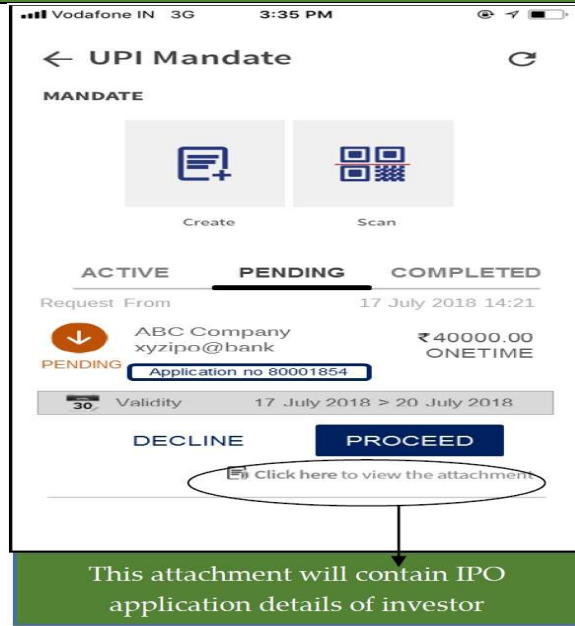 Vodafone IN 3G 3:35 PM
← UPI Mandate
MANDATE
Create Scan
ACTIVE PENDING COMPLETED
Request From 17 July 2018 14:21
ABC Company ₹40000.00
xyzipo@bank ONETIME
PENDING
Application no 80001854
30 Validity 17 July 2018 > 20 July 2018
DECLINE PROCEED
Click here to view the attachment
This attachment will contain IPO
application details of investor